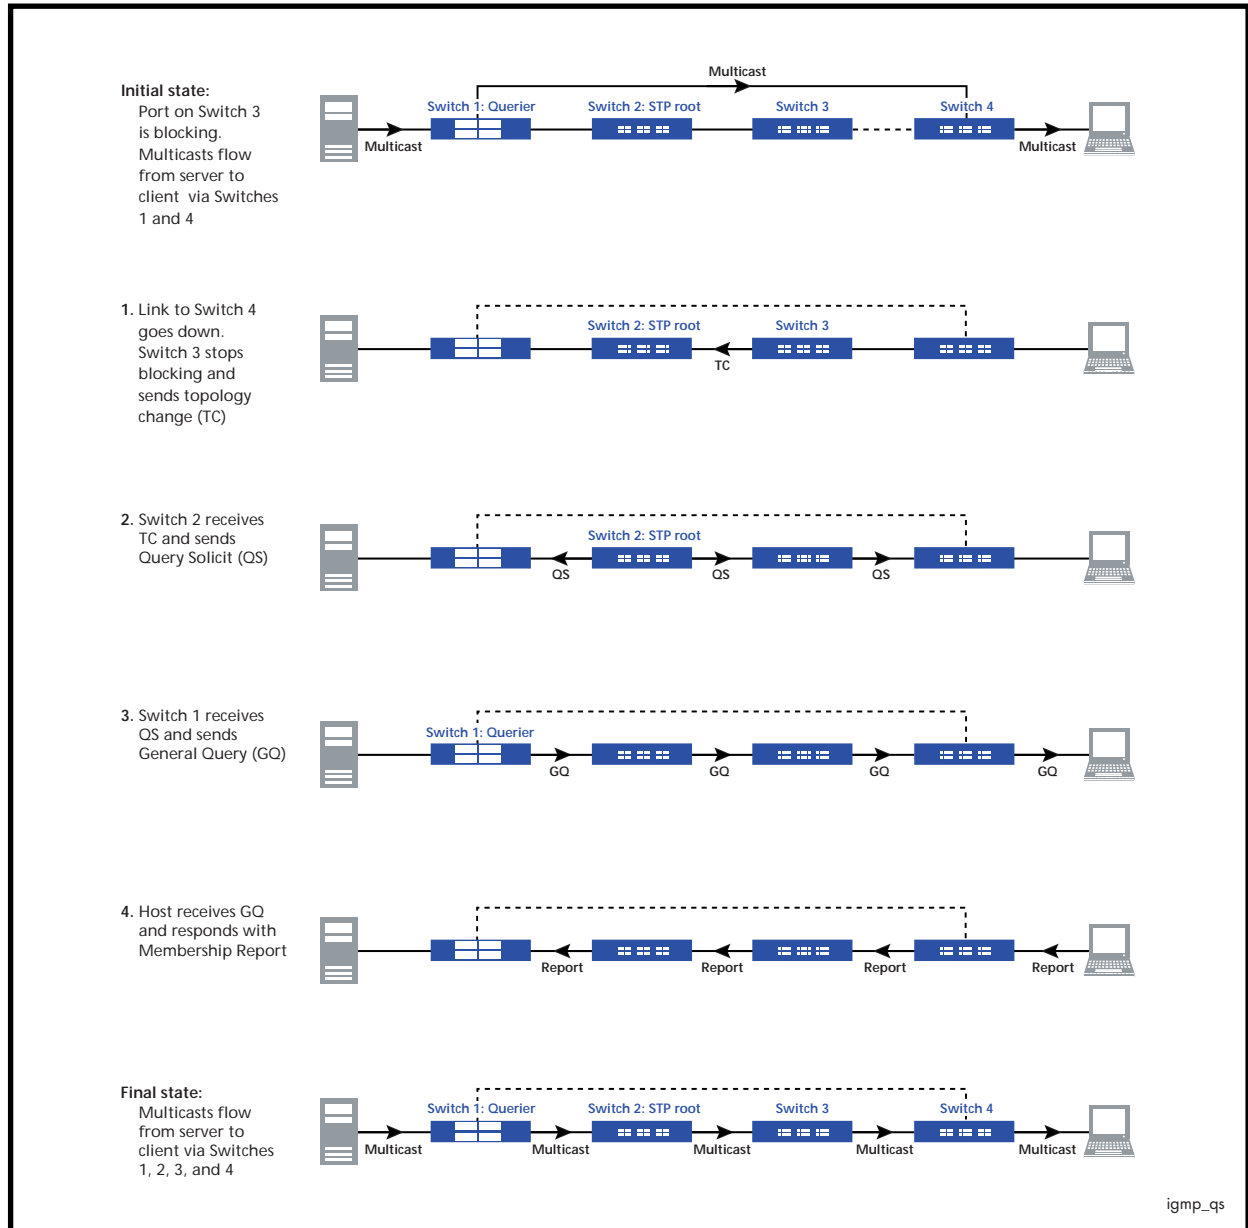 Initial state:
Port on Switch 3
is blocking.
Multicasts flow
from server to
client via Switches
1 and 4
Multicast
Switch 1: Querier
Switch 2: STP root
Switch 3
Switch 4
Multicast
Multicast
1. Link to Switch 4
goes down.
Switch 3 stops
blocking and
sends topology
change (TC)
Switch 2: STP root
Switch 3
TC
2. Switch 2 receives
TC and sends
Query Solicit (QS)
Switch 2: STP root
QS
QS
QS
3. Switch 1 receives
QS and sends
General Query (GQ)
Switch 1: Querier
GQ
GQ
GQ
GQ
4. Host receives GQ
and responds with
Membership Report
Report
Report
Report
Report
Final state:
Multicasts flow
from server to
client via Switches
1, 2, 3, and 4
Switch 1: Querier
Switch 2: STP root
Switch 3
Switch 4
Multicast
Multicast
Multicast
Multicast
Multicast
igmp_qs